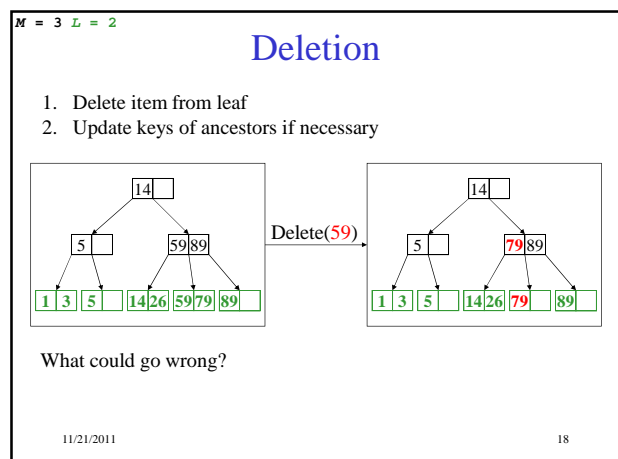 M = 3 L = 2
Deletion
1. Delete item from leaf
2. Update keys of ancestors if necessary
14
5 59 89
1 3 5 14 26 59 79 89
Delete(59)
14
5 79 89
1 3 5 14 26 79 89
What could go wrong?
11/21/2011 18